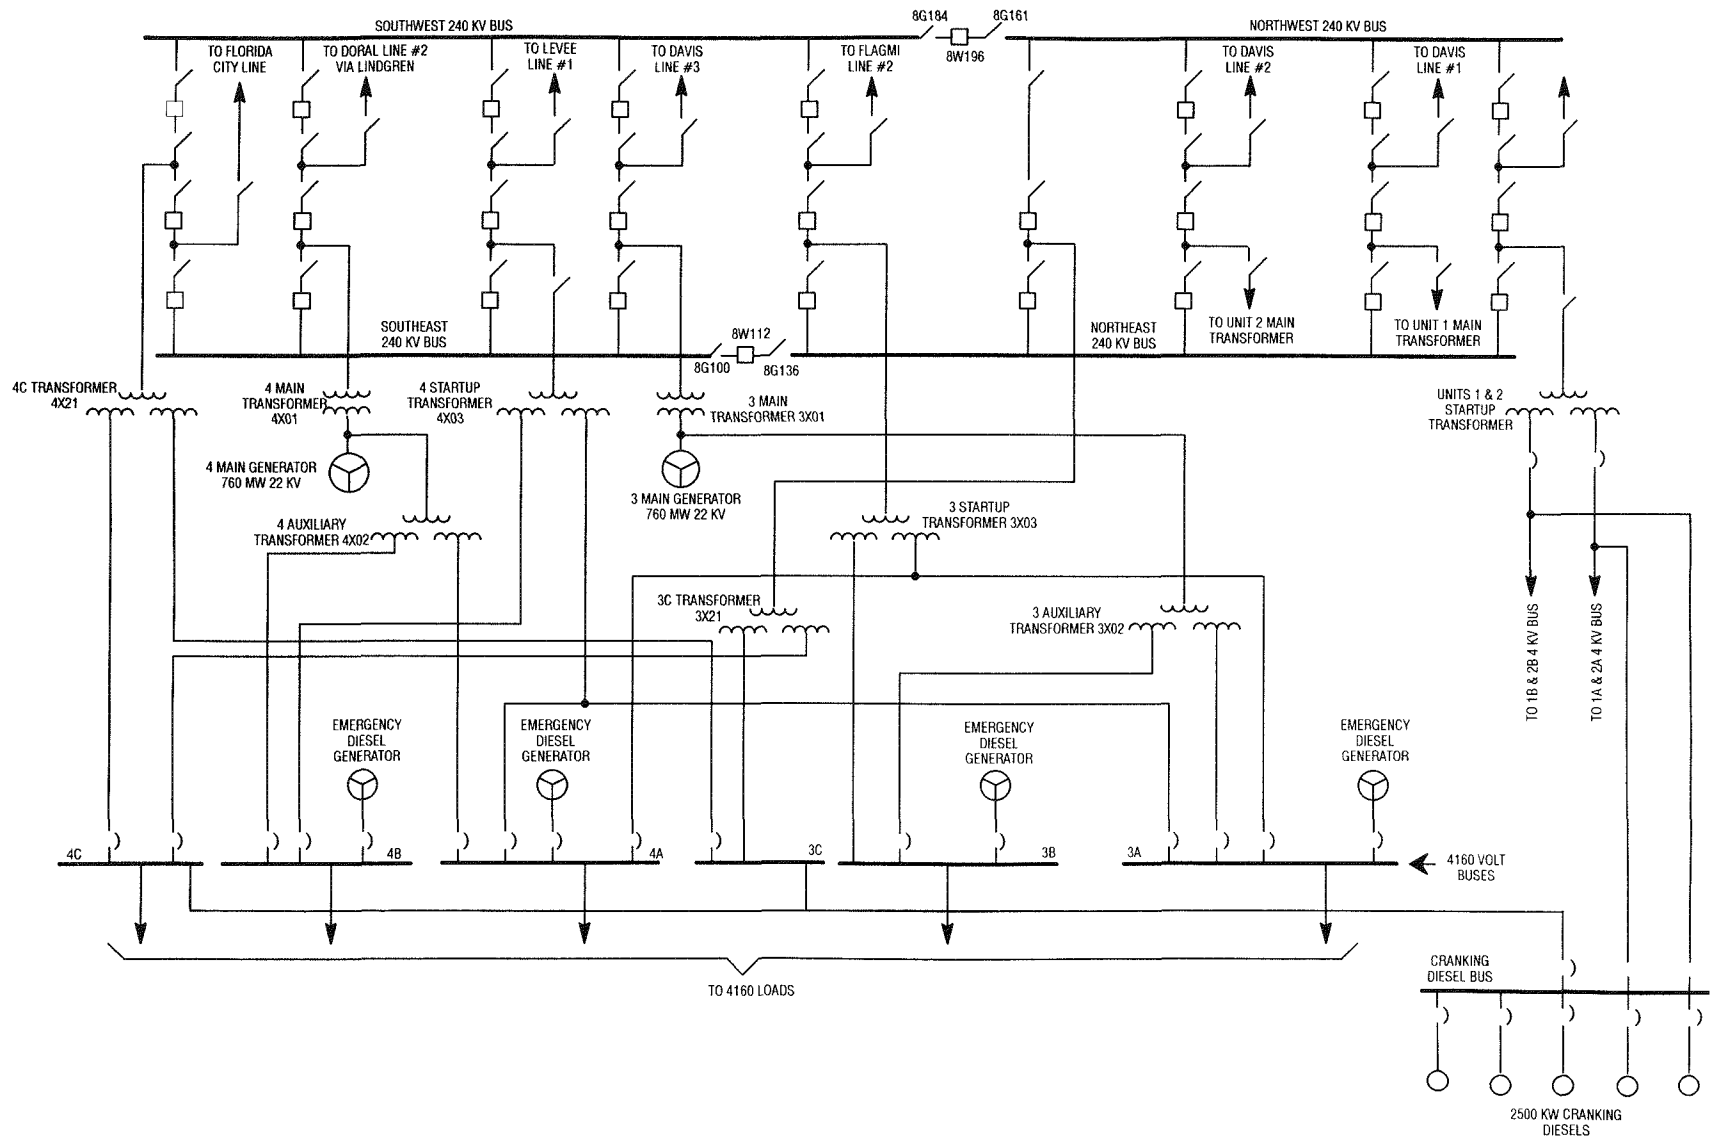 SOUTHWEST 240 KV BUS
8G184
8G161
8W196
NORTHWEST 240 KV BUS
TO FLORIDA
CITY LINE
TO DORAL LINE #2
VIA LINDGREN
TO LEVEE
LINE #1
TO DAVIS
LINE #3
TO FLAGMI
LINE #2
TO DAVIS
LINE #2
TO DAVIS
LINE #1
SOUTHEAST
240 KV BUS
8W112
8G100
8G136
NORTHEAST
240 KV BUS
TO UNIT 2 MAIN
TRANSFORMER
TO UNIT 1 MAIN
TRANSFORMER
4C TRANSFORMER
4X21
4 MAIN
TRANSFORMER
4X01
4 STARTUP
TRANSFORMER
4X03
3 MAIN
TRANSFORMER 3X01
UNITS 1 & 2
STARTUP
TRANSFORMER
4 MAIN GENERATOR
760 MW 22 KV
3 MAIN GENERATOR
760 MW 22 KV
4 AUXILIARY
TRANSFORMER 4X02
3 STARTUP
TRANSFORMER 3X03
3C TRANSFORMER
3X21
3 AUXILIARY
TRANSFORMER 3X02
TO 1B & 2B 4 KV BUS
TO 1A & 2A 4 KV BUS
EMERGENCY
DIESEL
GENERATOR
EMERGENCY
DIESEL
GENERATOR
EMERGENCY
DIESEL
GENERATOR
EMERGENCY
DIESEL
GENERATOR
4C
4B
4A
3C
3B
3A
4160 VOLT
BUSES
TO 4160 LOADS
CRANKING
DIESEL BUS
2500 KW CRANKING
DIESELS